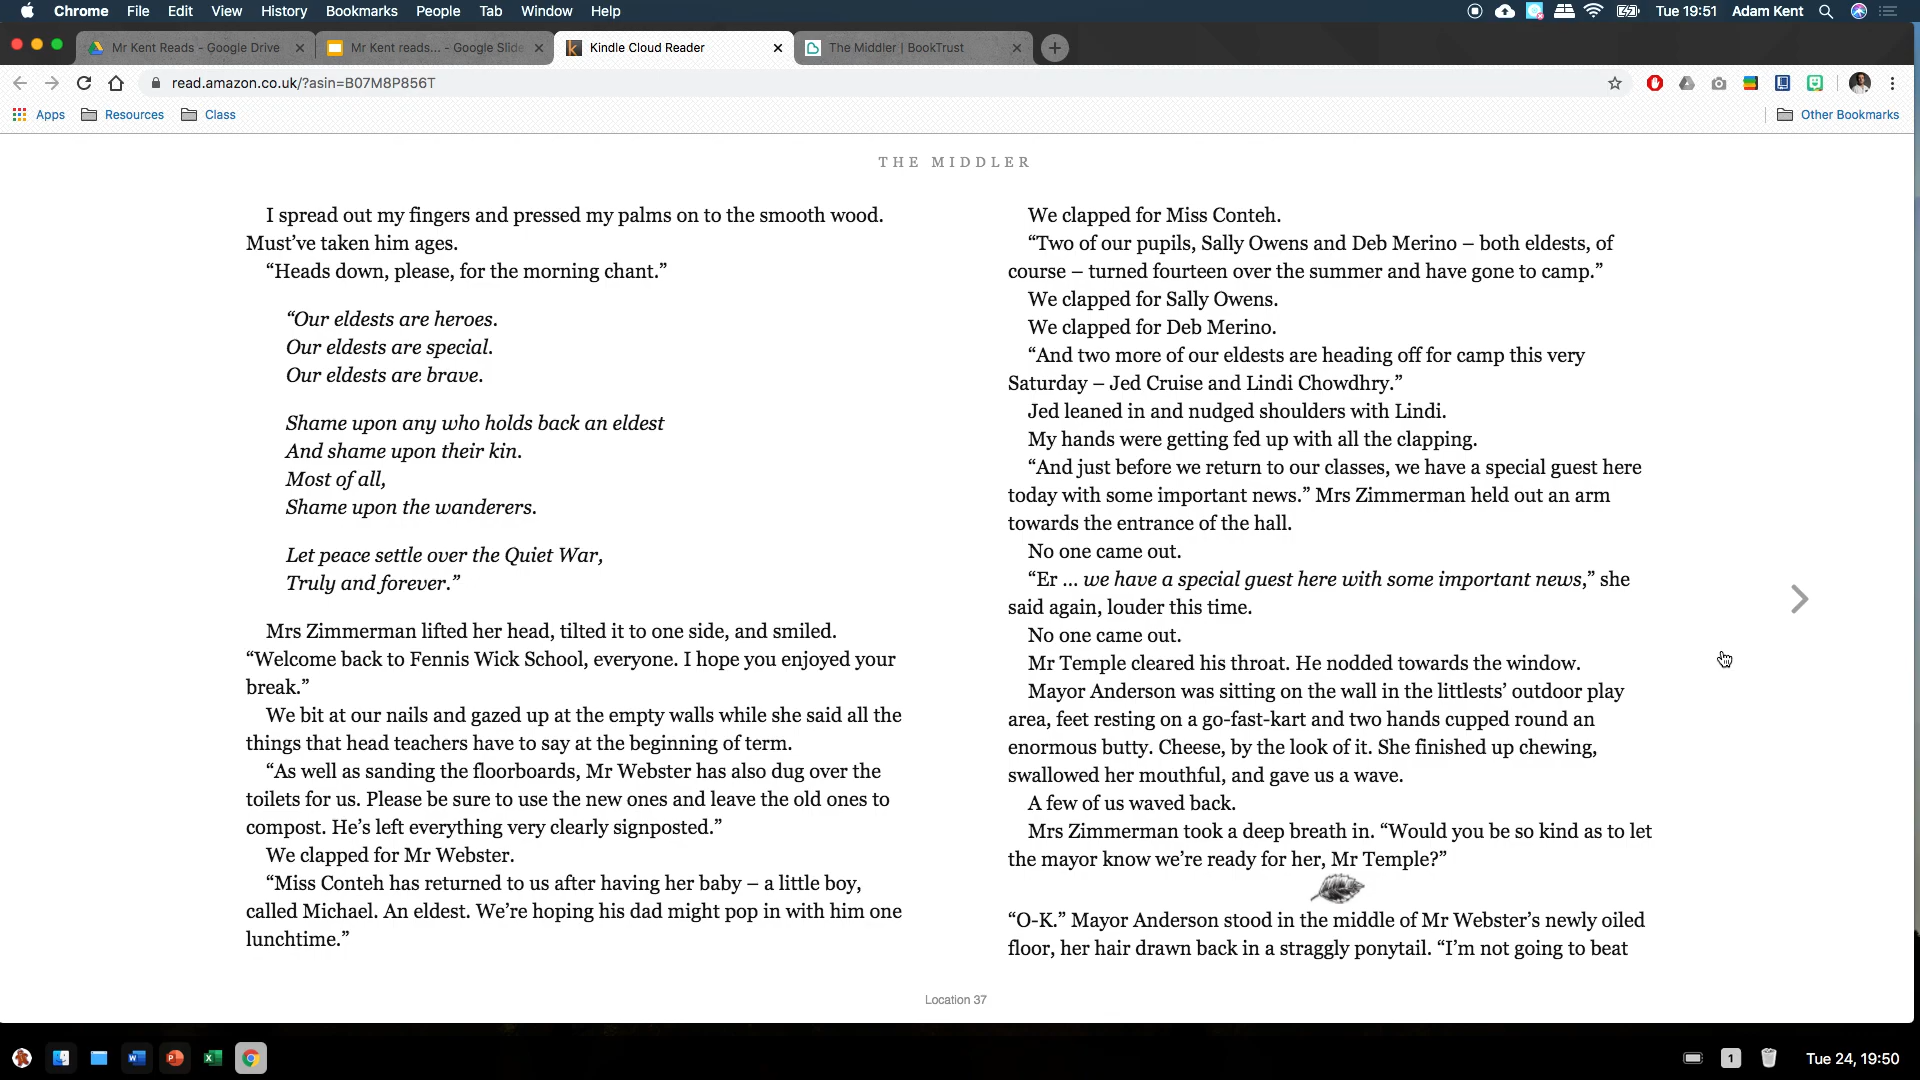 Chrome File Edit View History Bookmarks People Tab Window Help Tue 19:51 Adam Kent
Mr Kent Reads - Google Drive Mr Kent reads... - Google Slide Kindle Cloud Reader The Middler | BookTrust
read.amazon.co.uk/?asin=B07M8P856T
Apps Resources Class Other Bookmarks
THE MIDDLER
I spread out my fingers and pressed my palms on to the smooth wood.
Must’ve taken him ages.
“Heads down, please, for the morning chant.”
“Our eldests are heroes.
Our eldests are special.
Our eldests are brave.
Shame upon any who holds back an eldest
And shame upon their kin.
Most of all,
Shame upon the wanderers.
Let peace settle over the Quiet War,
Truly and forever.”
Mrs Zimmerman lifted her head, tilted it to one side, and smiled.
“Welcome back to Fennis Wick School, everyone. I hope you enjoyed your
break.”
We bit at our nails and gazed up at the empty walls while she said all the
things that head teachers have to say at the beginning of term.
“As well as sanding the floorboards, Mr Webster has also dug over the
toilets for us. Please be sure to use the new ones and leave the old ones to
compost. He’s left everything very clearly signposted.”
We clapped for Mr Webster.
“Miss Conteh has returned to us after having her baby – a little boy,
called Michael. An eldest. We’re hoping his dad might pop in with him one
lunchtime.”
We clapped for Miss Conteh.
“Two of our pupils, Sally Owens and Deb Merino – both eldests, of
course – turned fourteen over the summer and have gone to camp.”
We clapped for Sally Owens.
We clapped for Deb Merino.
“And two more of our eldests are heading off for camp this very
Saturday – Jed Cruise and Lindi Chowdhry.”
Jed leaned in and nudged shoulders with Lindi.
My hands were getting fed up with all the clapping.
“And just before we return to our classes, we have a special guest here
today with some important news.” Mrs Zimmerman held out an arm
towards the entrance of the hall.
No one came out.
“Er ... we have a special guest here with some important news,” she
said again, louder this time.
No one came out.
Mr Temple cleared his throat. He nodded towards the window.
Mayor Anderson was sitting on the wall in the littlests’ outdoor play
area, feet resting on a go-fast-kart and two hands cupped round an
enormous butty. Cheese, by the look of it. She finished up chewing,
swallowed her mouthful, and gave us a wave.
A few of us waved back.
Mrs Zimmerman took a deep breath in. “Would you be so kind as to let
the mayor know we’re ready for her, Mr Temple?”
“O-K.” Mayor Anderson stood in the middle of Mr Webster’s newly oiled
floor, her hair drawn back in a straggly ponytail. “I’m not going to beat
Location 37
1 Tue 24, 19:50